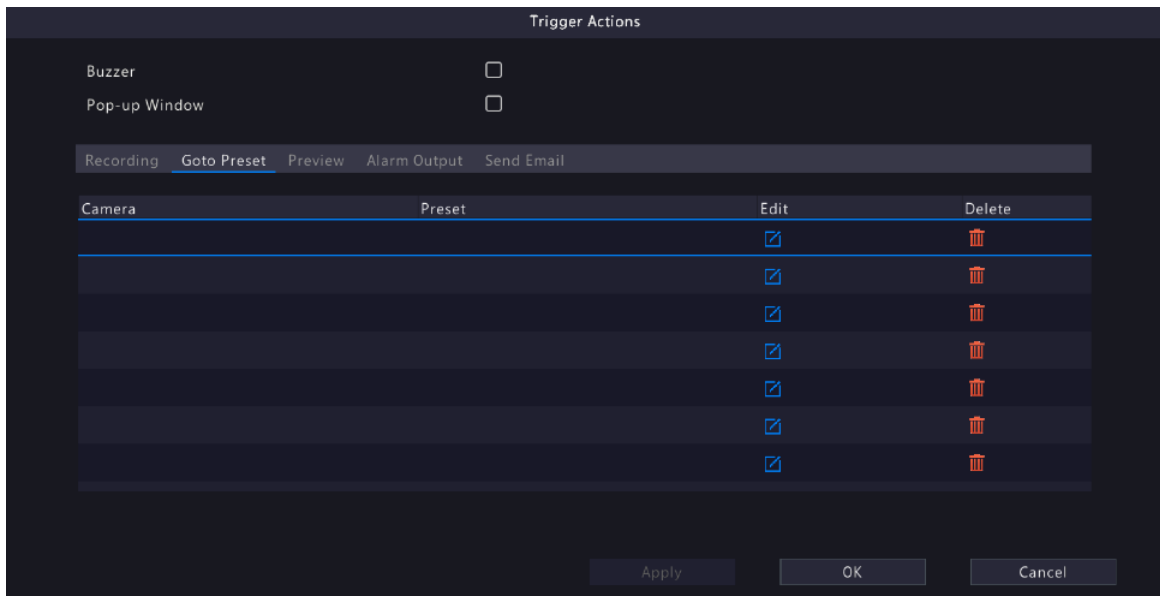 Trigger Actions
Buzzer
Pop-up Window
Recording Goto Preset Preview Alarm Output Send Email
Camera Preset Edit Delete
Apply OK Cancel